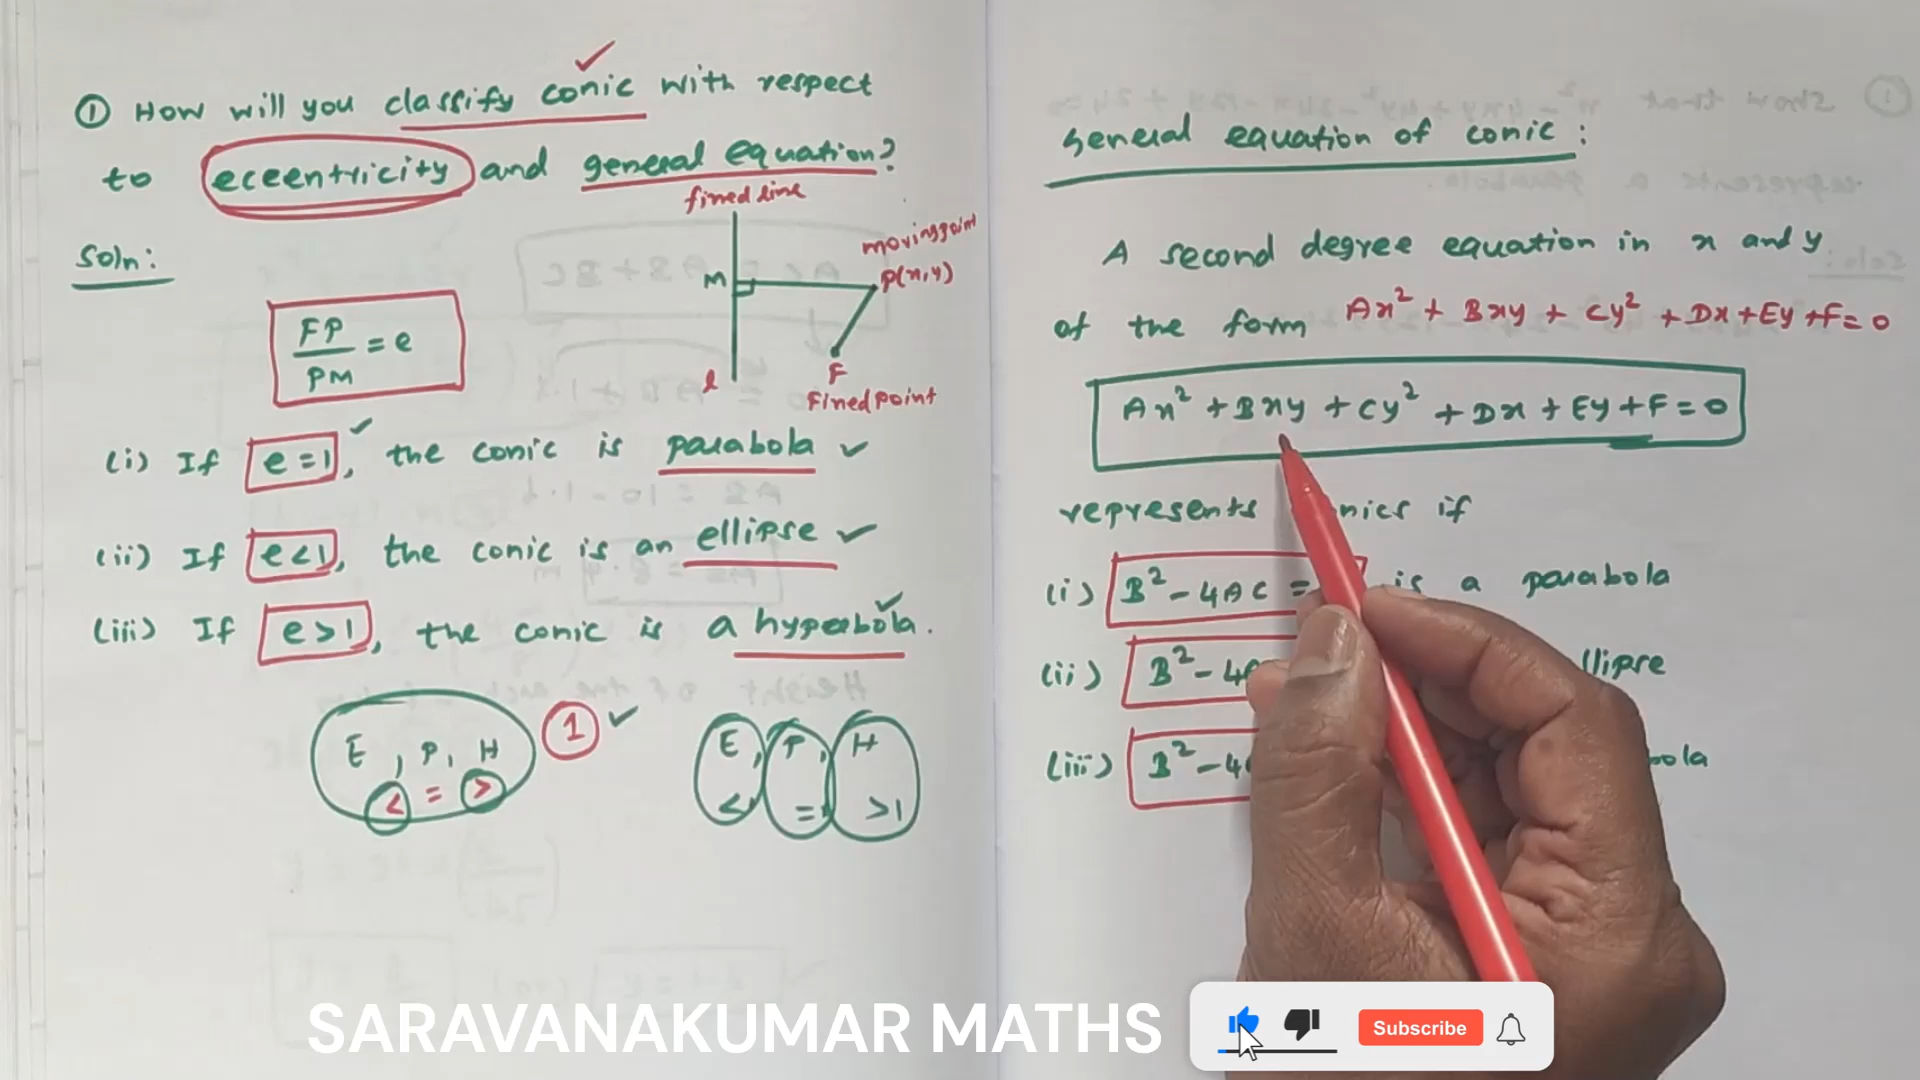 ① How will you classify conic with respect
to eccentricity and general equation?
Soln:
fixed line
moving point
M
P(x,y)
l
F
Fixed point
FP
PM
= e
(i) If e=1, the conic is parabola
(ii) If e<1, the conic is an ellipse
(iii) If e>1, the conic is a hyperbola.
E, P, H
< = >
1
E, P, H
<1 =1 >1
General equation of conic:
A second degree equation in x and y
of the form Ax² + Bxy + Cy² + Dx + Ey + F = 0
Ax² + Bxy + Cy² + Dx + Ey + F = 0
represents if
(i) B² - 4AC = is a parabola
(ii) B² - 4
(iii) B² - 4
SARAVANAKUMAR MATHS
Subscribe